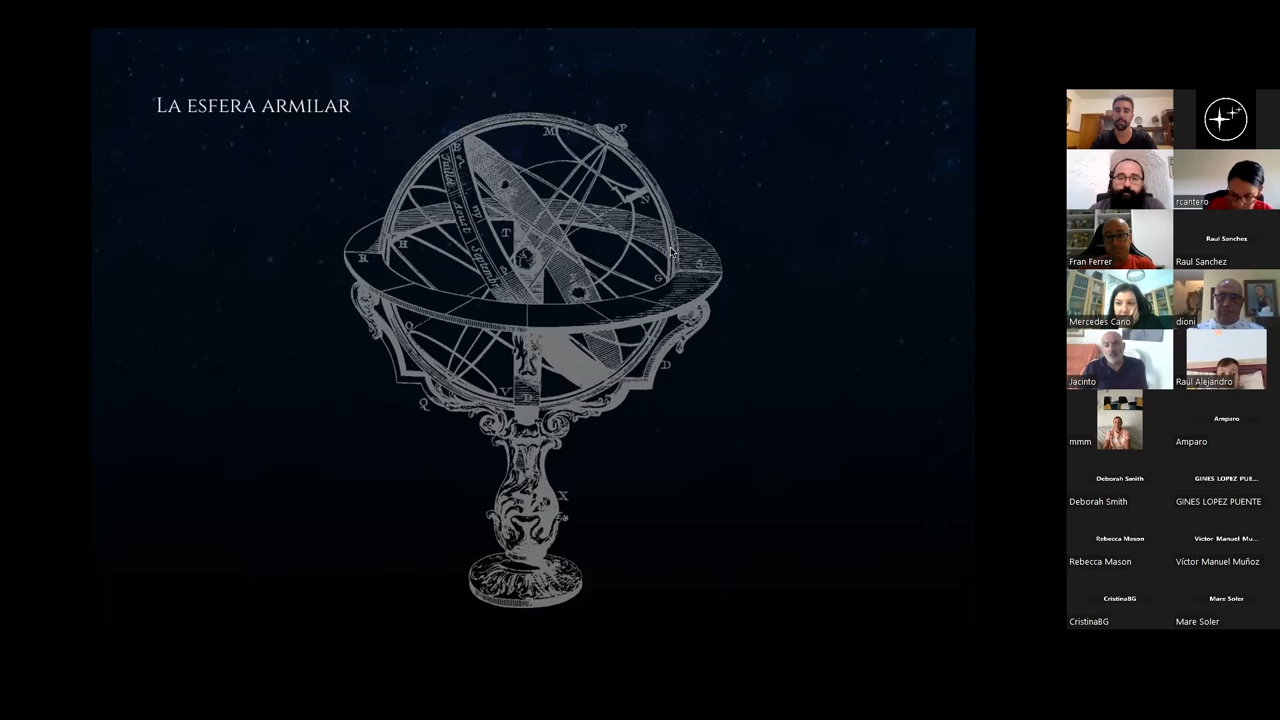 La esfera armilar
M
P
N
H
T
R
G
S
Septemb
D
Q
V
X
rcantero
Fran Ferrer
Raul Sanchez
Raul Sanchez
Mercedes Cano
dioni
Jacinto
Raúl Alejandro
mmm
Amparo
Amparo
Deborah Smith
Deborah Smith
GINES LOPEZ PUE...
GINES LOPEZ PUENTE
Rebecca Mason
Rebecca Mason
Victor Manuel Mu...
Víctor Manuel Muñoz
CristinaBG
CristinaBG
Mare Soler
Mare Soler